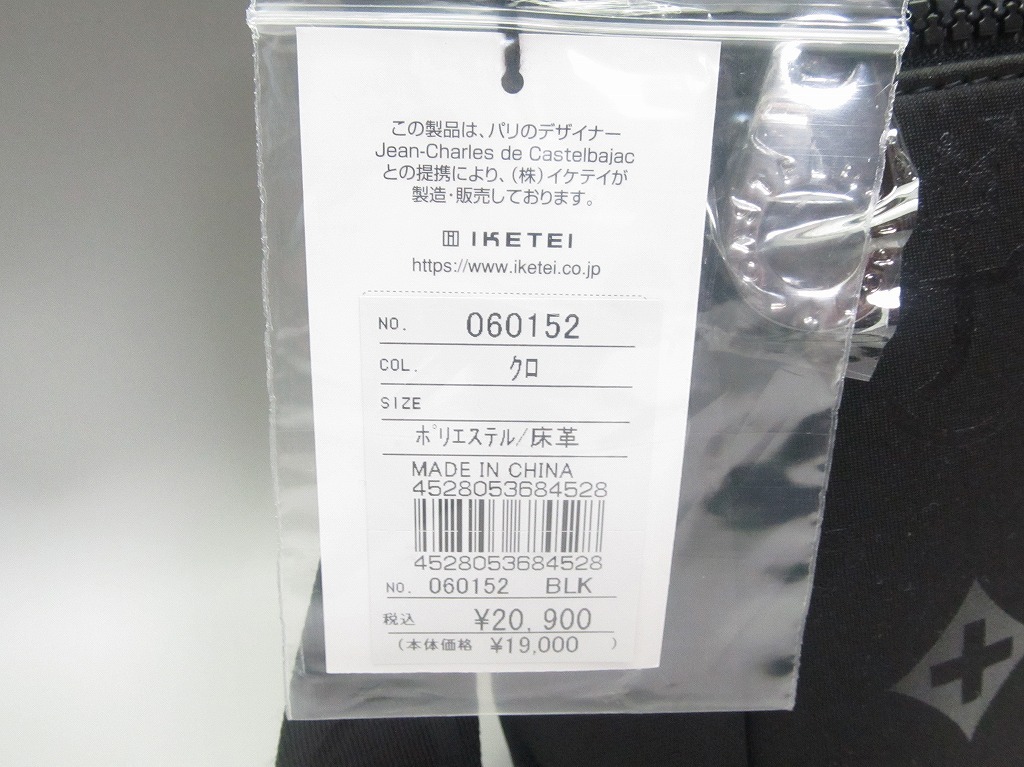 この製品は、パリのデザイナー
Jean-Charles de Castelbajac
との提携により、(株)イケテイが
製造・販売しております。
IKETEI
https://www.iketei.co.jp
NO. 060152
COL. クロ
SIZE
ポリエステル/床革
MADE IN CHINA
4528053684528
4528053684528
NO. 060152 BLK
税込 ¥20,900
(本体価格 ¥19,000 )